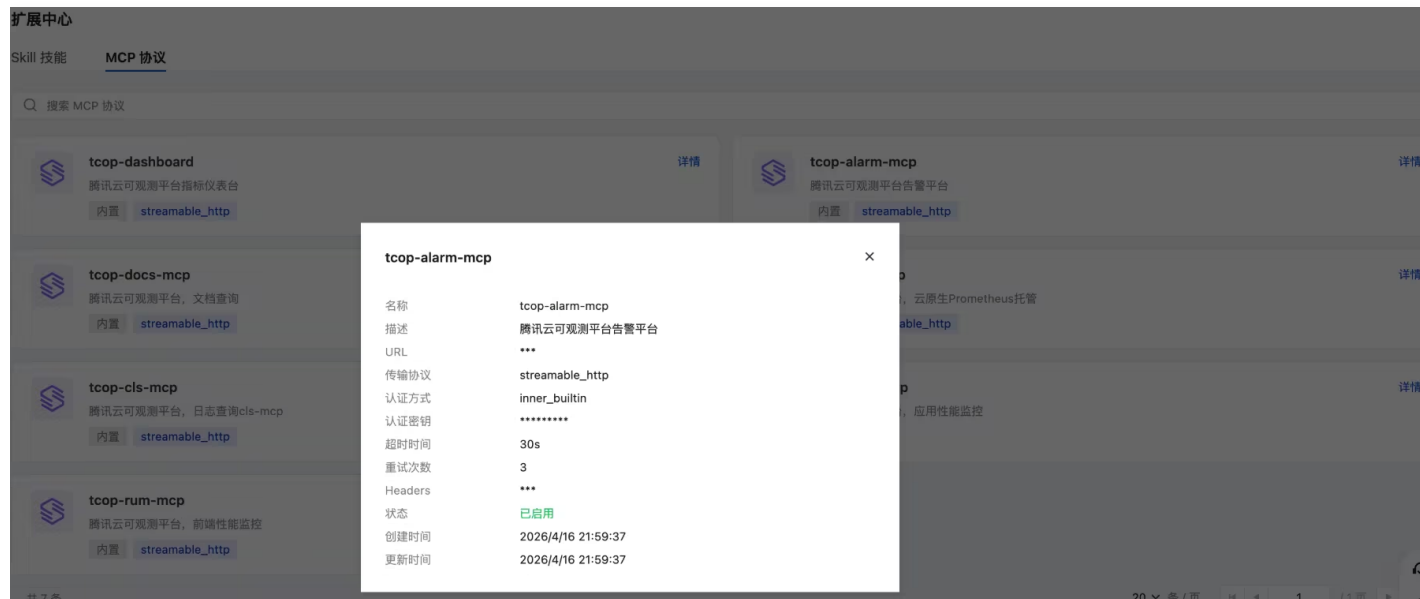 扩展中心
Skill 技能 MCP 协议
搜索 MCP 协议
tcop-dashboard 详情
腾讯云可观测平台指标仪表台
内置 streamable_http
tcop-alarm-mcp 详情
腾讯云可观测平台告警平台
内置 streamable_http
tcop-docs-mcp
腾讯云可观测平台，文档查询
内置 streamable_http
详情
，云原生Prometheus托管
able_http
tcop-cls-mcp
腾讯云可观测平台，日志查询cls-mcp
内置 streamable_http
p 详情
，应用性能监控
tcop-rum-mcp
腾讯云可观测平台，前端性能监控
内置 streamable_http
tcop-alarm-mcp ×
名称 tcop-alarm-mcp
描述 腾讯云可观测平台告警平台
URL ***
传输协议 streamable_http
认证方式 inner_builtin
认证密钥 *********
超时时间 30s
重试次数 3
Headers ***
状态 已启用
创建时间 2026/4/16 21:59:37
更新时间 2026/4/16 21:59:37
共 7 条
20 条 / 页 1 / 1 页